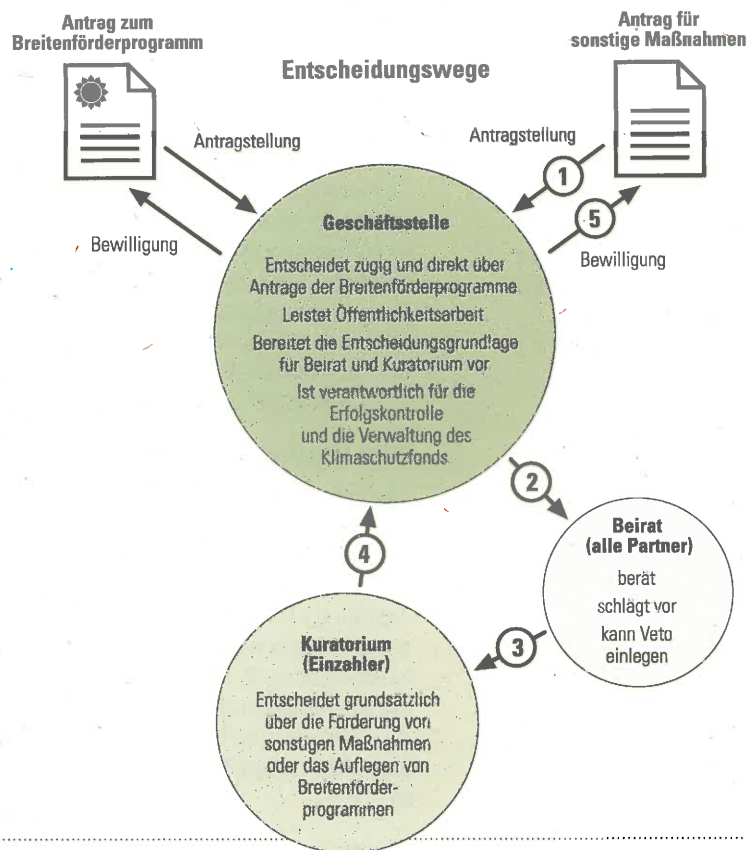 Antrag zum
Breitenförderprogramm
Antrag für
sonstige Maßnahmen
Entscheidungswege
Antragstellung
Antragstellung
1
5
Bewilligung
Bewilligung
Geschäftsstelle
Entscheidet zügig und direkt über
Antrage der Breitenförderprogramme
Leistet Öffentlichkeitsarbeit
Bereitet die Entscheidungsgrundlage
für Beirat und Kuratorium vor
Ist verantwortlich für die
Erfolgskontrolle
und die Verwaltung des
Klimaschutzfonds
2
Beirat
(alle Partner)
berät
schlägt vor
kann Veto
einlegen
3
4
Kuratorium
(Einzahler)
Entscheidet grundsätzlich
über die Förderung von
sonstigen Maßnahmen
oder das Auflegen von
Breitenförder-
programmen